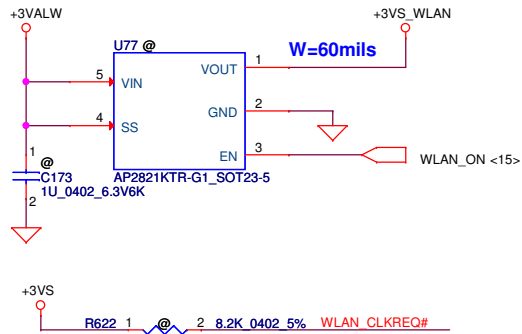 +3VALW
+3VS_WLAN
U77 @
W=60mils
5 VIN
VOUT 1
GND 2
4 SS
EN 3
WLAN_ON <15>
AP2821KTR-G1_SOT23-5
1
@
C173
1U_0402_6.3V6K
2
+3VS
R622 1 @ 2 8.2K_0402_5% WLAN_CLKREQ#